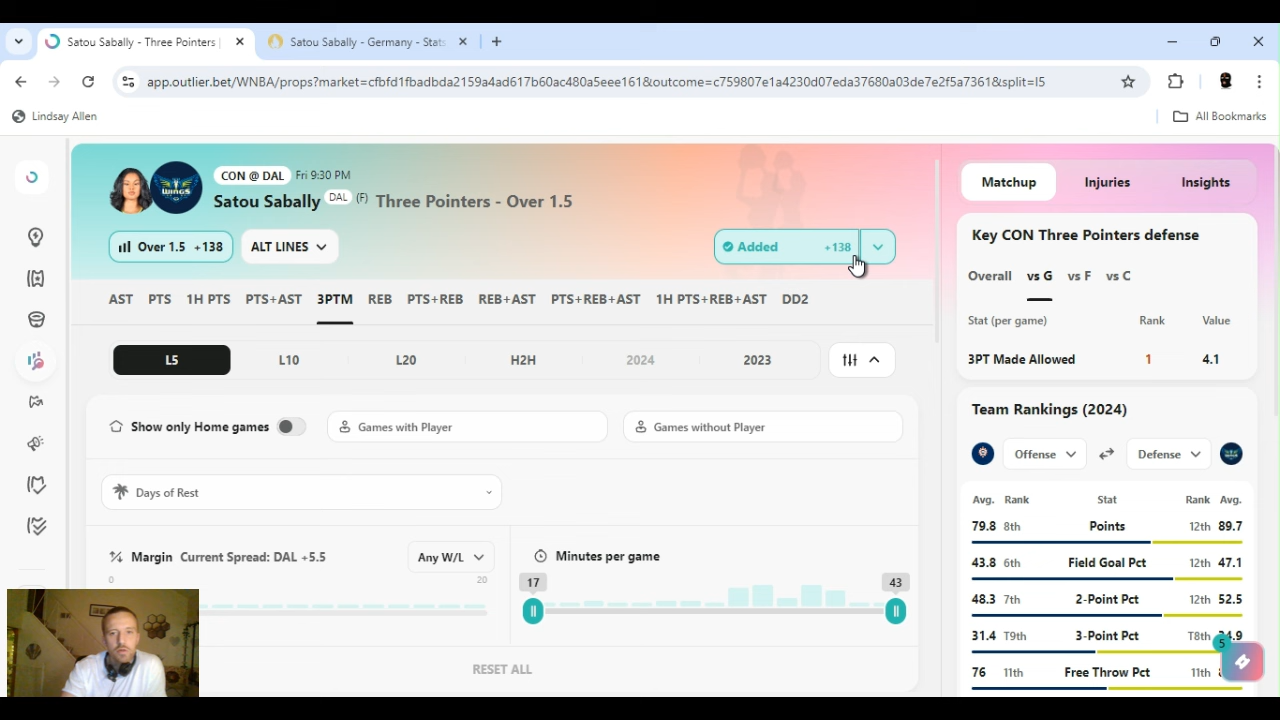 Satou Sabally - Three Pointers |
Satou Sabally - Germany - Stats
app.outlier.bet/WNBA/props?market=cfbfd1fbadbda2159a4ad617b60ac480a5eee161&outcome=c759807e1a4230d07eda37680a03de7e2f5a7361&split=l5
Lindsay Allen
All Bookmarks
CON @ DAL Fri 9:30 PM
Satou Sabally DAL (F) Three Pointers - Over 1.5
WINGS
Over 1.5 +138
ALT LINES
Added +138
AST PTS 1H PTS PTS+AST 3PTM REB PTS+REB REB+AST PTS+REB+AST 1H PTS+REB+AST DD2
L5 L10 L20 H2H 2024 2023
Show only Home games
Games with Player
Games without Player
Days of Rest
Margin Current Spread: DAL +5.5
Any W/L
0 20
Minutes per game
17 43
RESET ALL
Matchup Injuries Insights
Key CON Three Pointers defense
Overall vs G vs F vs C
Stat (per game) Rank Value
3PT Made Allowed 1 4.1
Team Rankings (2024)
Offense Defense
Avg. Rank Stat Rank Avg.
79.8 8th Points 12th 89.7
43.8 6th Field Goal Pct 12th 47.1
48.3 7th 2-Point Pct 12th 52.5
31.4 T9th 3-Point Pct T8th
5
76 11th Free Throw Pct 11th